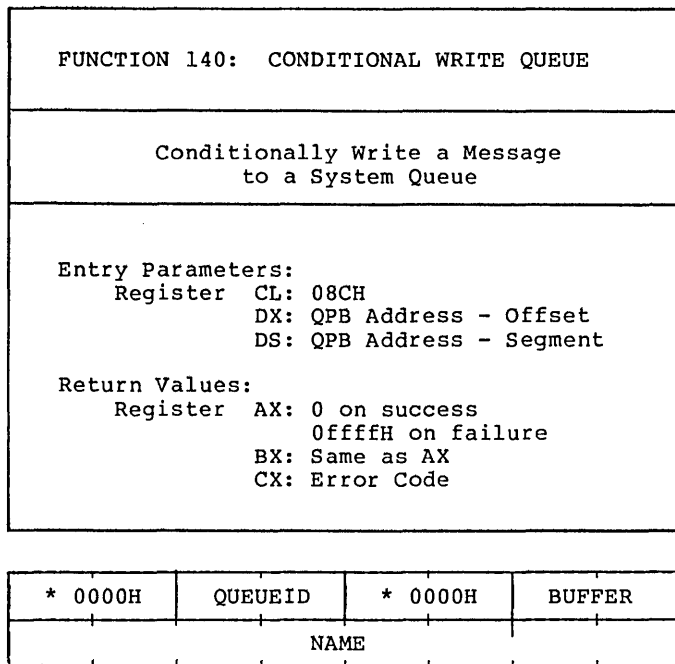 FUNCTION 140: CONDITIONAL WRITE QUEUE
Conditionally Write a Message
to a System Queue
Entry Parameters:
Register CL: 08CH
DX: QPB Address - Offset
DS: QPB Address - Segment
Return Values:
Register AX: 0 on success
0ffffH on failure
BX: Same as AX
CX: Error Code
* 0000H QUEUEID * 0000H BUFFER
NAME